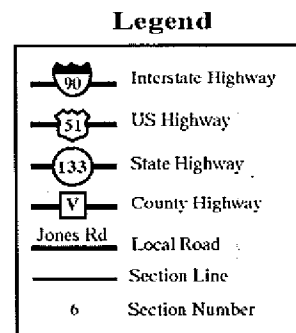 Legend
90 Interstate Highway
51 US Highway
133 State Highway
V County Highway
Jones Rd Local Road
Section Line
6 Section Number